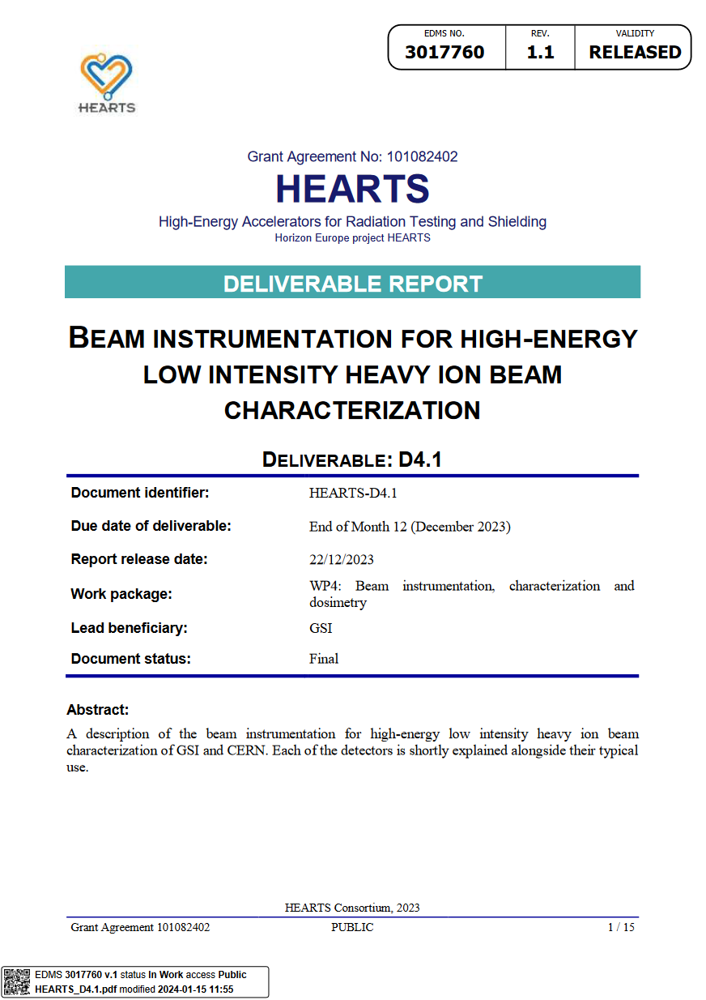 EDMS NO. REV. VALIDITY
3017760 1.1 RELEASED
HEARTS
Grant Agreement No: 101082402
HEARTS
High-Energy Accelerators for Radiation Testing and Shielding
Horizon Europe project HEARTS
DELIVERABLE REPORT
BEAM INSTRUMENTATION FOR HIGH-ENERGY
LOW INTENSITY HEAVY ION BEAM
CHARACTERIZATION
DELIVERABLE: D4.1
Document identifier: HEARTS-D4.1
Due date of deliverable: End of Month 12 (December 2023)
Report release date: 22/12/2023
Work package: WP4: Beam instrumentation, characterization and
dosimetry
Lead beneficiary: GSI
Document status: Final
Abstract:
A description of the beam instrumentation for high-energy low intensity heavy ion beam
characterization of GSI and CERN. Each of the detectors is shortly explained alongside their typical
use.
HEARTS Consortium, 2023
Grant Agreement 101082402 PUBLIC 1 / 15
EDMS 3017760 v.1 status In Work access Public
HEARTS_D4.1.pdf modified 2024-01-15 11:55